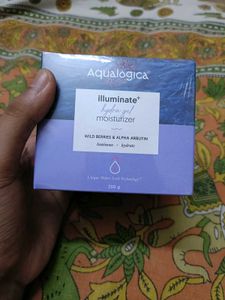 Aqualogica
illuminate+
hydra gel
moisturizer
WILD BERRIES & ALPHA ARBUTIN
luminous + hydrate